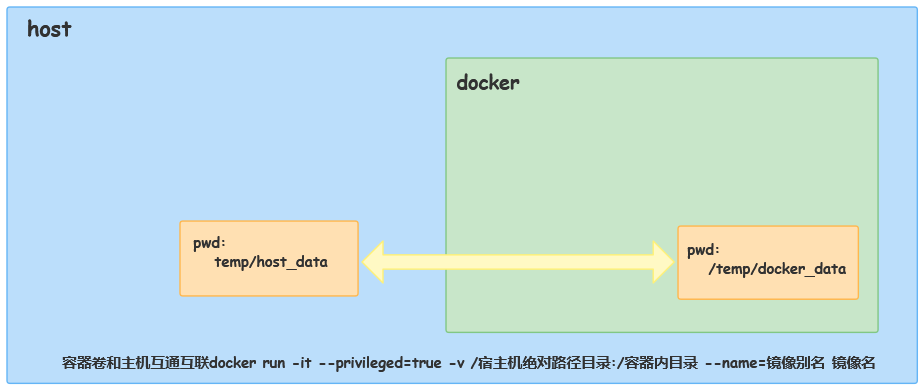 host
docker
pwd:
temp/host_data
pwd:
/temp/docker_data
容器卷和主机互通互联docker run -it --privileged=true -v /宿主机绝对路径目录:/容器内目录 --name=镜像别名 镜像名